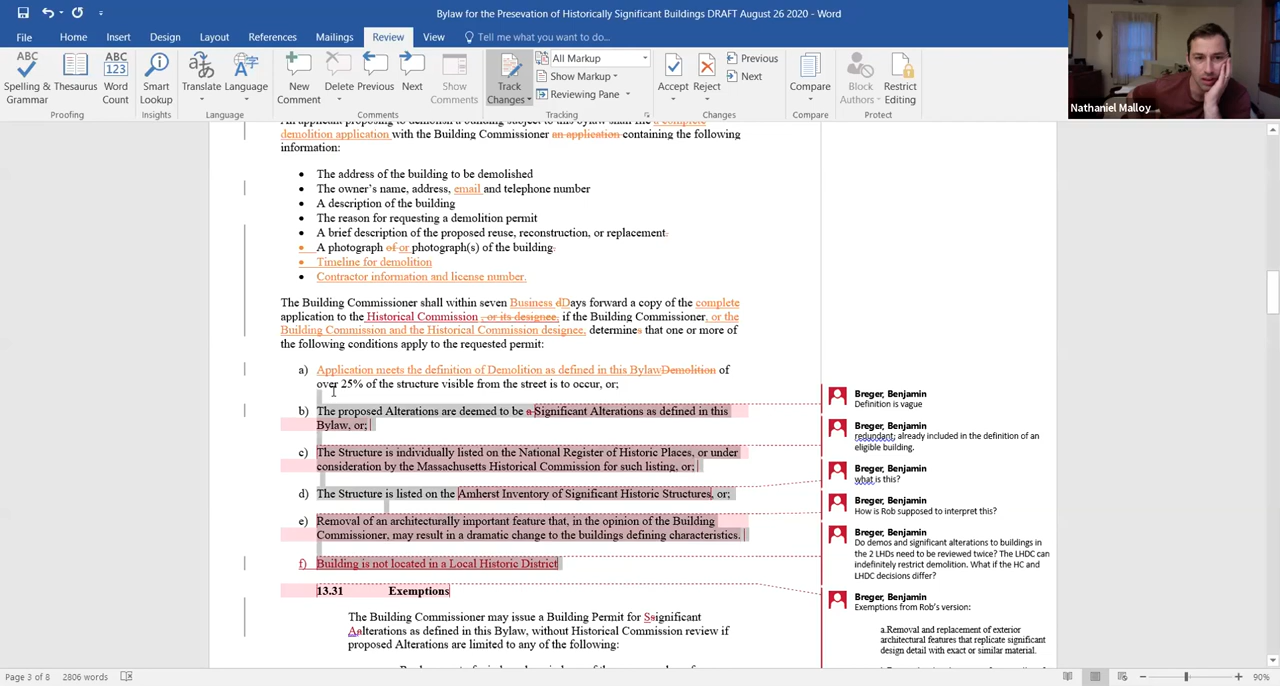 Bylaw for the Presevation of Historically Significant Buildings DRAFT August 26 2020 - Word
File Home Insert Design Layout References Mailings Review View Tell me what you want to do...
ABC Spelling & Grammar
Thesaurus
ABC 123 Word Count
Smart Lookup
Translate
Language
New Comment
Delete
Previous
Next
Show Comments
Track Changes
All Markup
Show Markup
Reviewing Pane
Accept
Reject
Previous
Next
Compare
Block Authors
Restrict Editing
Proofing Insights Language Comments Tracking Changes Compare Protect
Nathaniel Malloy
demolition application with the Building Commissioner an application containing the following
information:
• The address of the building to be demolished
• The owner's name, address, email and telephone number
• A description of the building
• The reason for requesting a demolition permit
• A brief description of the proposed reuse, reconstruction, or replacement.
• A photograph of or photograph(s) of the building.
• Timeline for demolition
• Contractor information and license number.
The Building Commissioner shall within seven Business dDays forward a copy of the complete
application to the Historical Commission , or its designee, if the Building Commissioner, or the
Building Commission and the Historical Commission designee, determines that one or more of
the following conditions apply to the requested permit:
a) Application meets the definition of Demolition as defined in this BylawDemolition of
over 25% of the structure visible from the street is to occur, or;
b) The proposed Alterations are deemed to be a Significant Alterations as defined in this
Bylaw, or;
c) The Structure is individually listed on the National Register of Historic Places, or under
consideration by the Massachusetts Historical Commission for such listing, or;
d) The Structure is listed on the Amherst Inventory of Significant Historic Structures, or;
e) Removal of an architecturally important feature that, in the opinion of the Building
Commissioner, may result in a dramatic change to the buildings defining characteristics.
f) Building is not located in a Local Historic District
13.31 Exemptions
The Building Commissioner may issue a Building Permit for Ssignificant
Aalterations as defined in this Bylaw, without Historical Commission review if
proposed Alterations are limited to any of the following:
Breger, Benjamin
Definition is vague
Breger, Benjamin
redundant; already included in the definition of an
eligible building.
Breger, Benjamin
what is this?
Breger, Benjamin
How is Rob supposed to interpret this?
Breger, Benjamin
Do demos and significant alterations to buildings in
the 2 LHDs need to be reviewed twice? The LHDC can
indefinitely restrict demolition. What if the HC and
LHDC decisions differ?
Breger, Benjamin
Exemptions from Rob's version:
a.Removal and replacement of exterior
architectural features that replicate significant
design detail with exact or similar material.
Page 3 of 8 2806 words
90%